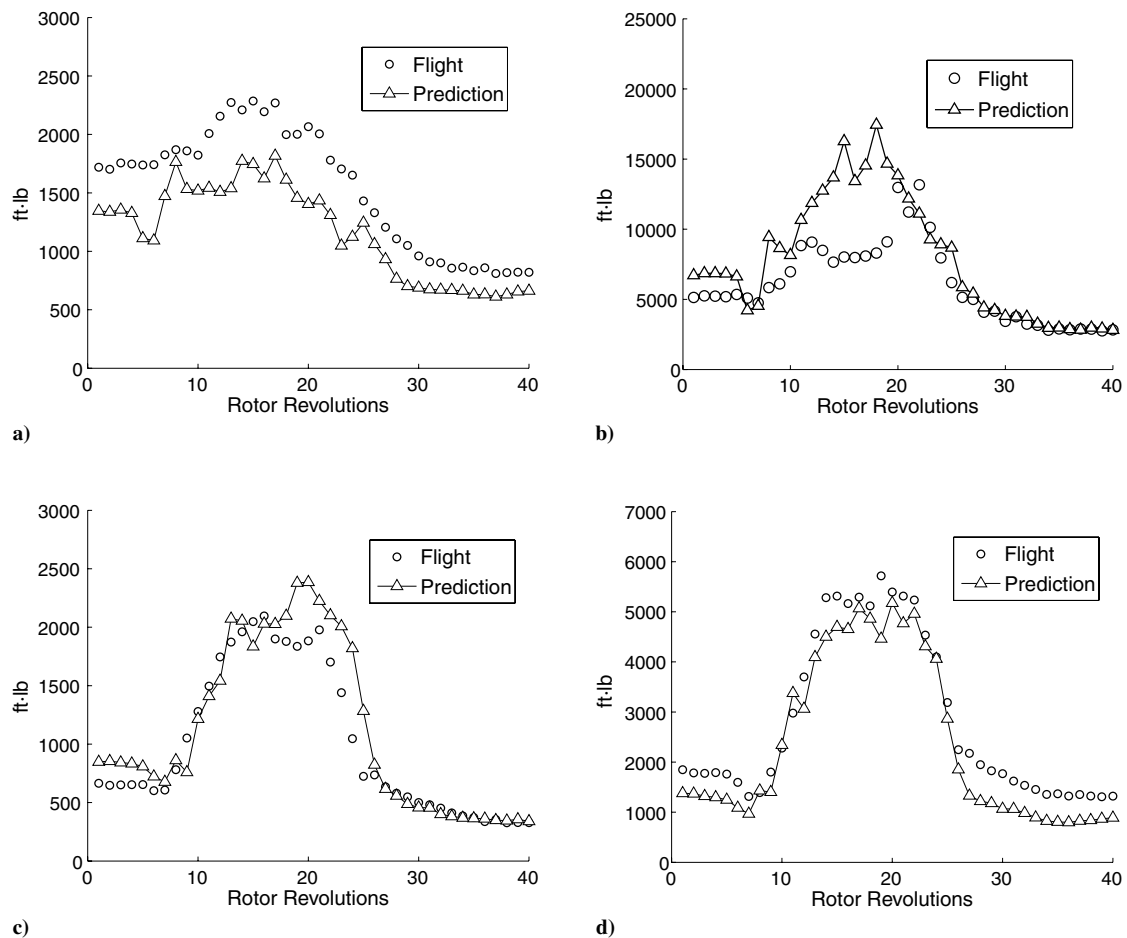 3000
2500
2000
1500
1000
500
0
ft·lb
Flight
Prediction
0 10 20 30 40
Rotor Revolutions
a)
25000
20000
15000
10000
5000
0
ft·lb
Flight
Prediction
0 10 20 30 40
Rotor Revolutions
b)
3000
2500
2000
1500
1000
500
0
ft·lb
Flight
Prediction
0 10 20 30 40
Rotor Revolutions
c)
7000
6000
5000
4000
3000
2000
1000
0
ft·lb
Flight
Prediction
0 10 20 30 40
Rotor Revolutions
d)